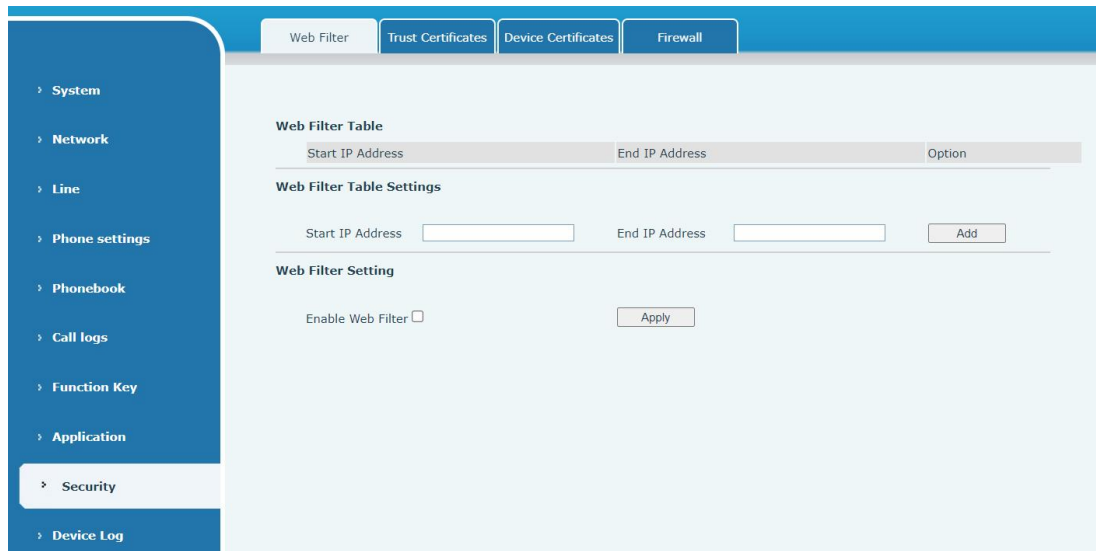 Web Filter Trust Certificates Device Certificates Firewall
System
Network
Line
Phone settings
Phonebook
Call logs
Function Key
Application
Security
Device Log
Web Filter Table
Start IP Address End IP Address Option
Web Filter Table Settings
Start IP Address End IP Address Add
Web Filter Setting
Enable Web Filter Apply